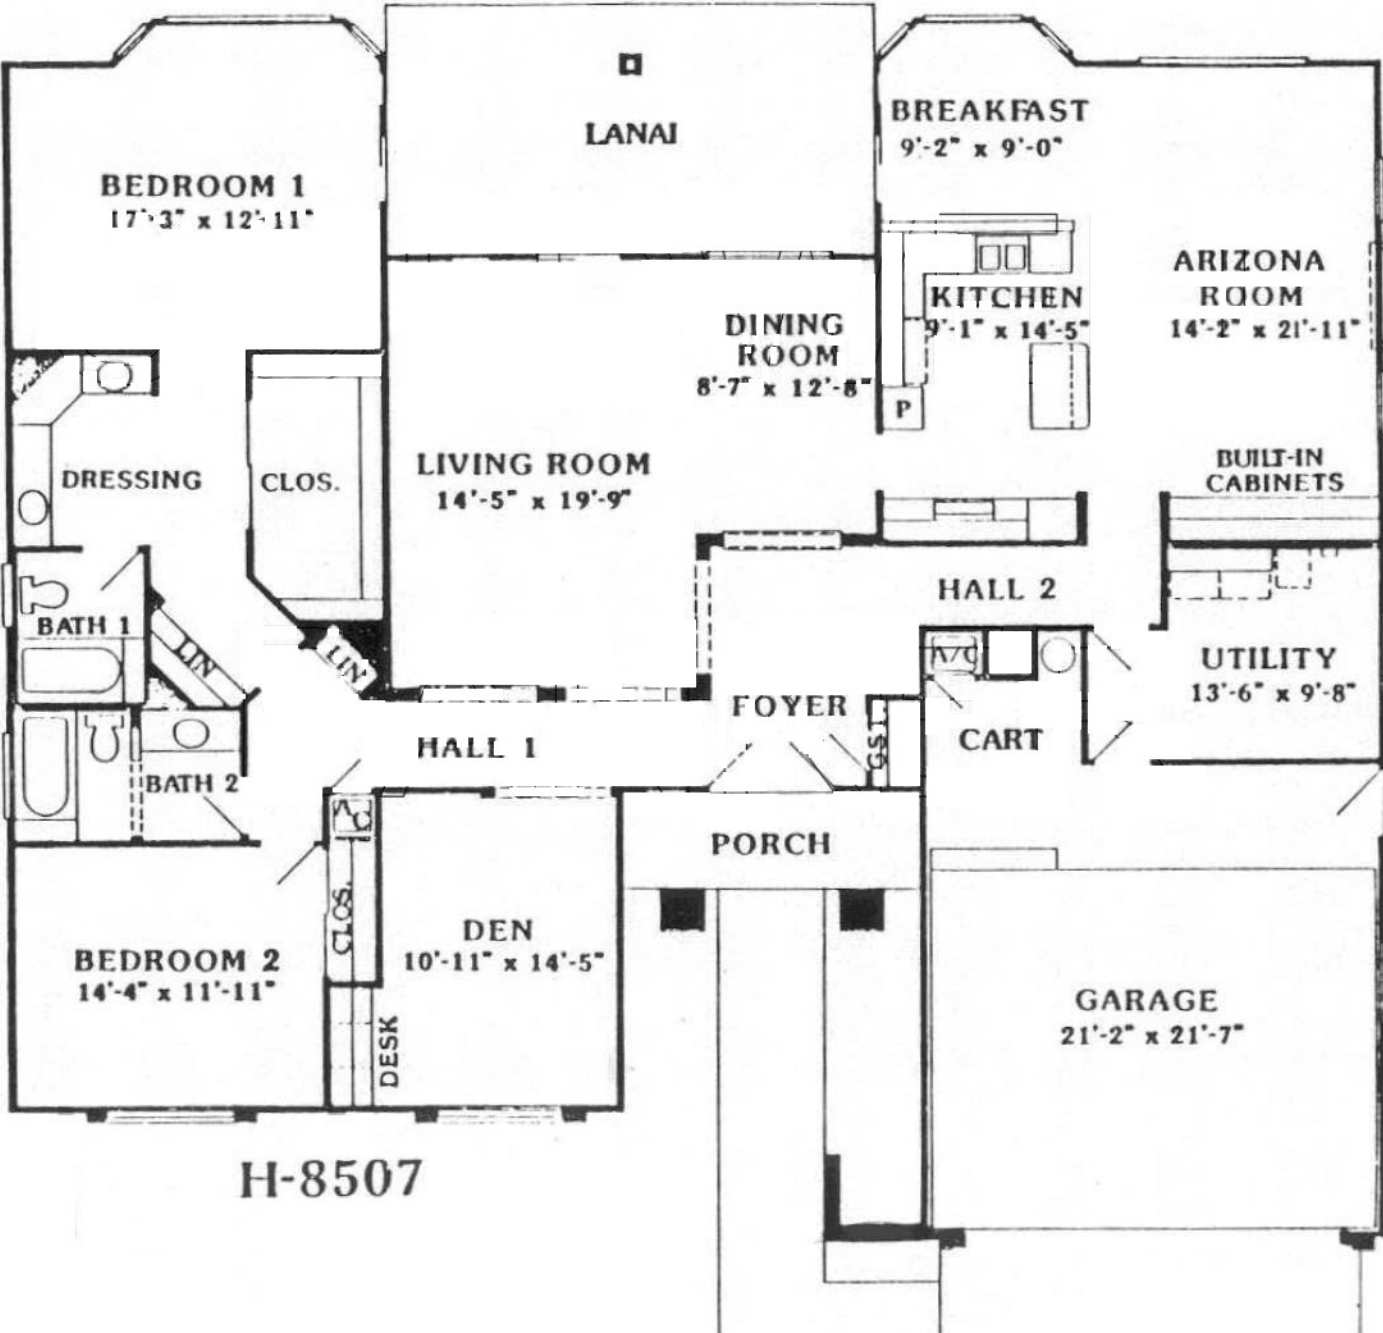 LANAI
BREAKFAST
9'-2" x 9'-0"
BEDROOM 1
17'-3" x 12'-11"
ARIZONA
ROOM
14'-2" x 21'-11"
KITCHEN
9'-1" x 14'-5"
DINING
ROOM
8'-7" x 12'-8"
P
LIVING ROOM
14'-5" x 19'-9"
DRESSING
CLOS.
BUILT-IN
CABINETS
HALL 2
BATH 1
LIN
LIN
A/C
UTILITY
13'-6" x 9'-8"
FOYER
GST.
CART
HALL 1
BATH 2
A/C
PORCH
CLOS.
DEN
10'-11" x 14'-5"
BEDROOM 2
14'-4" x 11'-11"
DESK
GARAGE
21'-2" x 21'-7"
H-8507